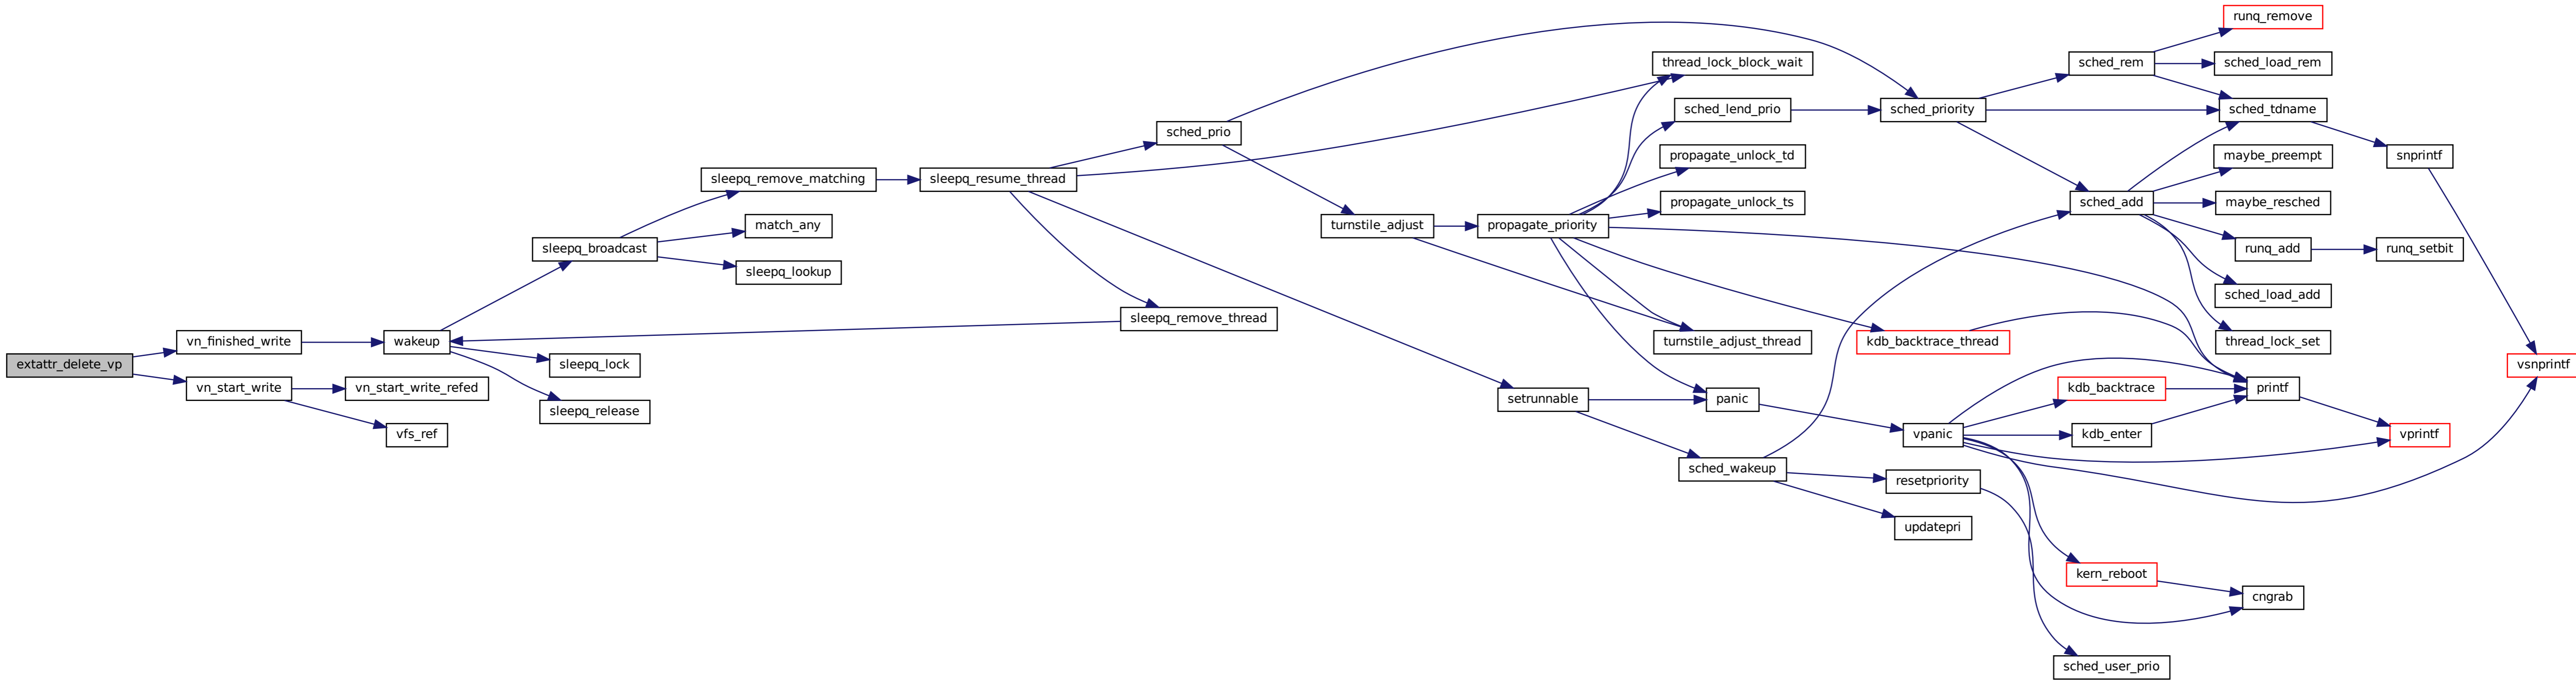 runq_remove
thread_lock_block_wait
sched_rem
sched_load_rem
sched_prio
sched_lend_prio
sched_priority
sched_tdname
propagate_unlock_td
maybe_preempt
snprintf
sleepq_remove_matching
sleepq_resume_thread
propagate_unlock_ts
sched_add
maybe_resched
match_any
turnstile_adjust
propagate_priority
sleepq_broadcast
runq_add
runq_setbit
sleepq_lookup
sched_load_add
sleepq_remove_thread
vn_finished_write
wakeup
turnstile_adjust_thread
kdb_backtrace_thread
thread_lock_set
extattr_delete_vp
sleepq_lock
vsnprintf
vn_start_write
vn_start_write_refed
kdb_backtrace
printf
sleepq_release
setrunnable
panic
vfs_ref
vpanic
kdb_enter
vprintf
sched_wakeup
resetpriority
updatepri
kern_reboot
cngrab
sched_user_prio